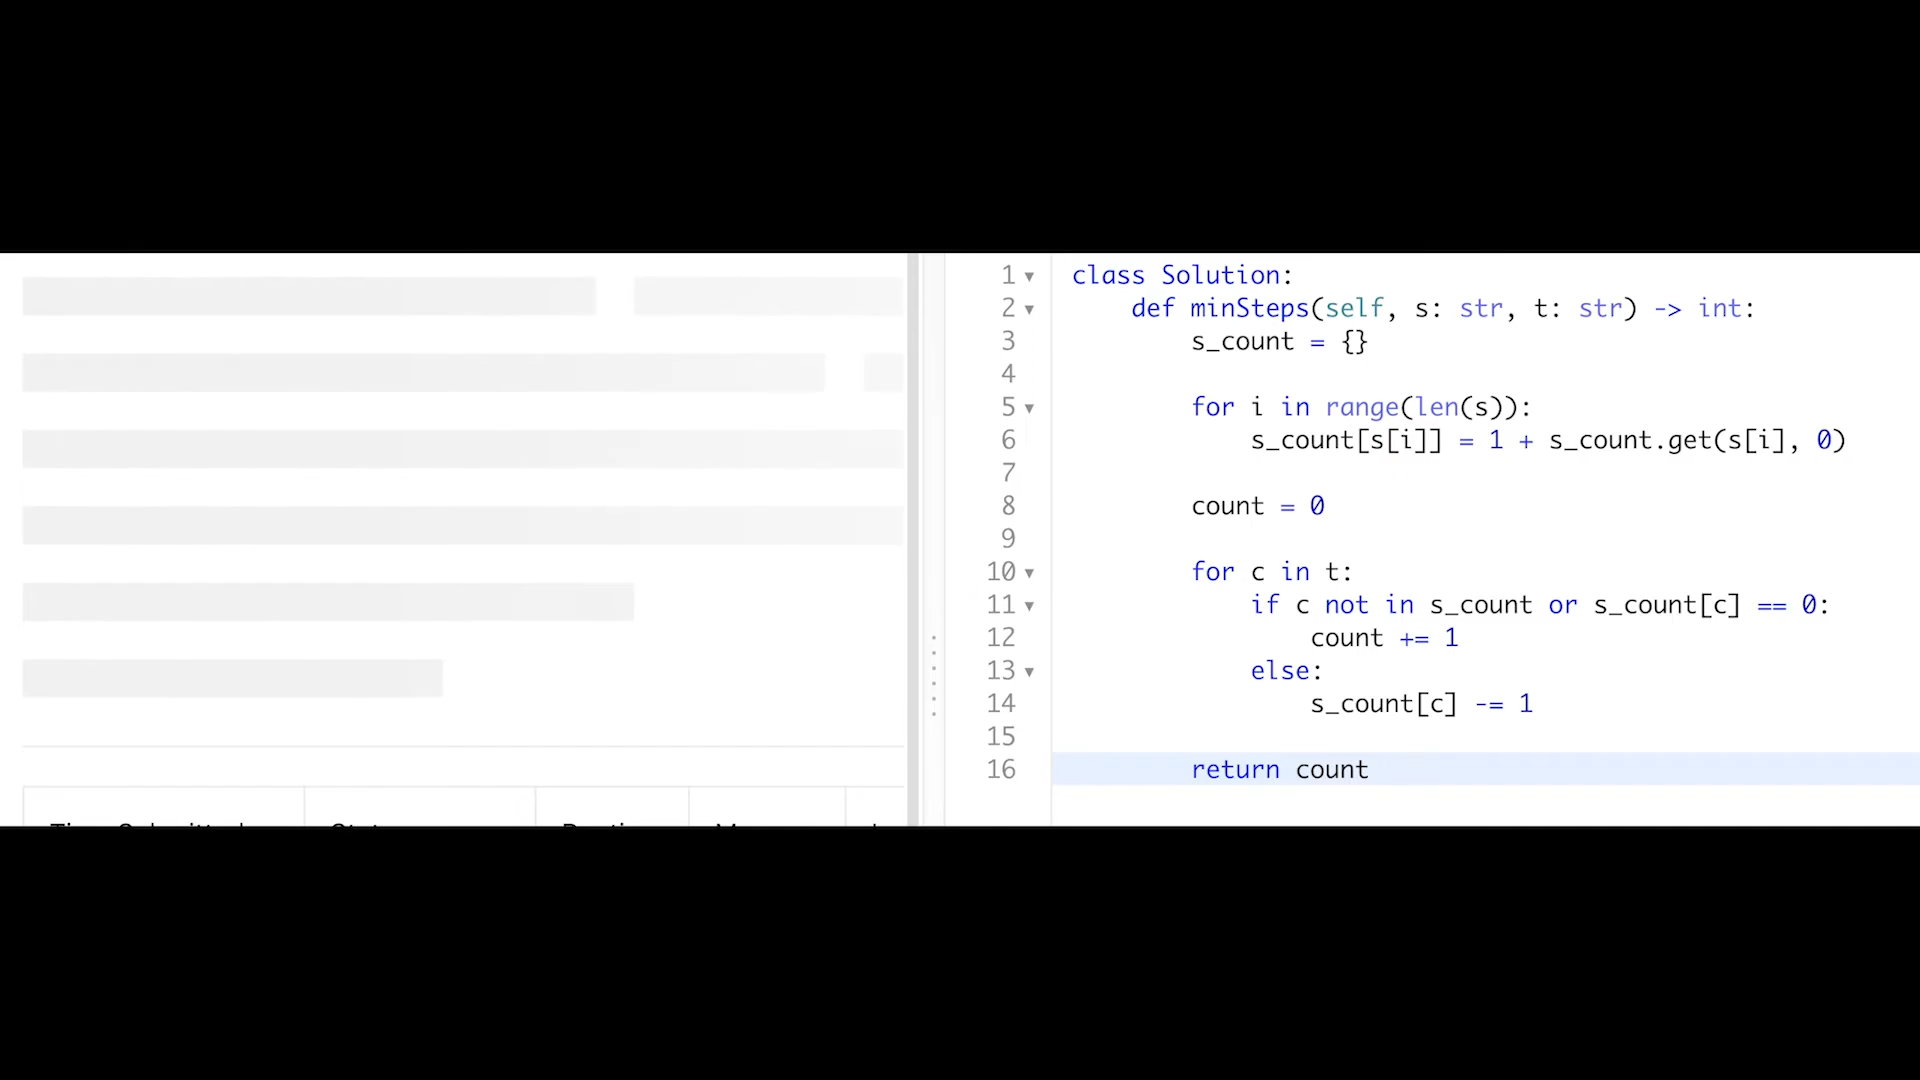 1 class Solution:
2     def minSteps(self, s: str, t: str) -> int:
3         s_count = {}
4
5         for i in range(len(s)):
6             s_count[s[i]] = 1 + s_count.get(s[i], 0)
7
8         count = 0
9
10         for c in t:
11             if c not in s_count or s_count[c] == 0:
12                 count += 1
13             else:
14                 s_count[c] -= 1
15
16         return count